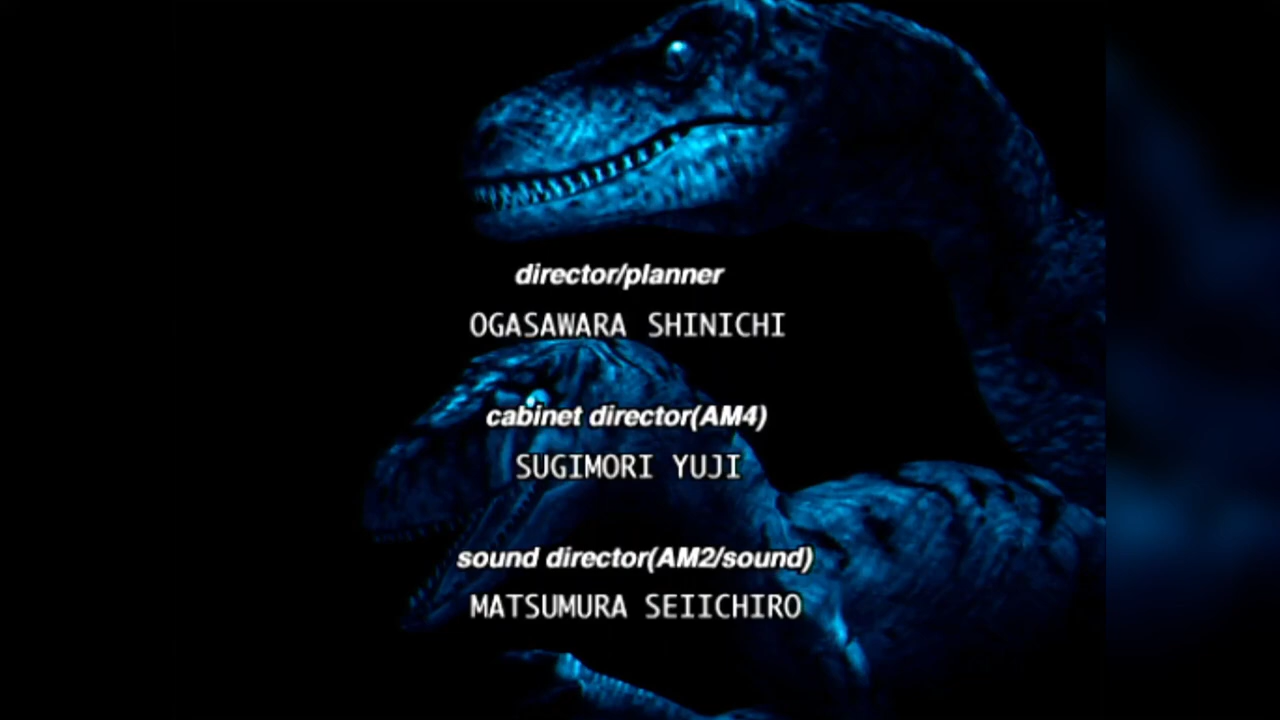 director/planner
OGASAWARA SHINICHI
cabinet director(AM4)
SUGIMORI YUJI
sound director(AM2/sound)
MATSUMURA SEIICHIRO